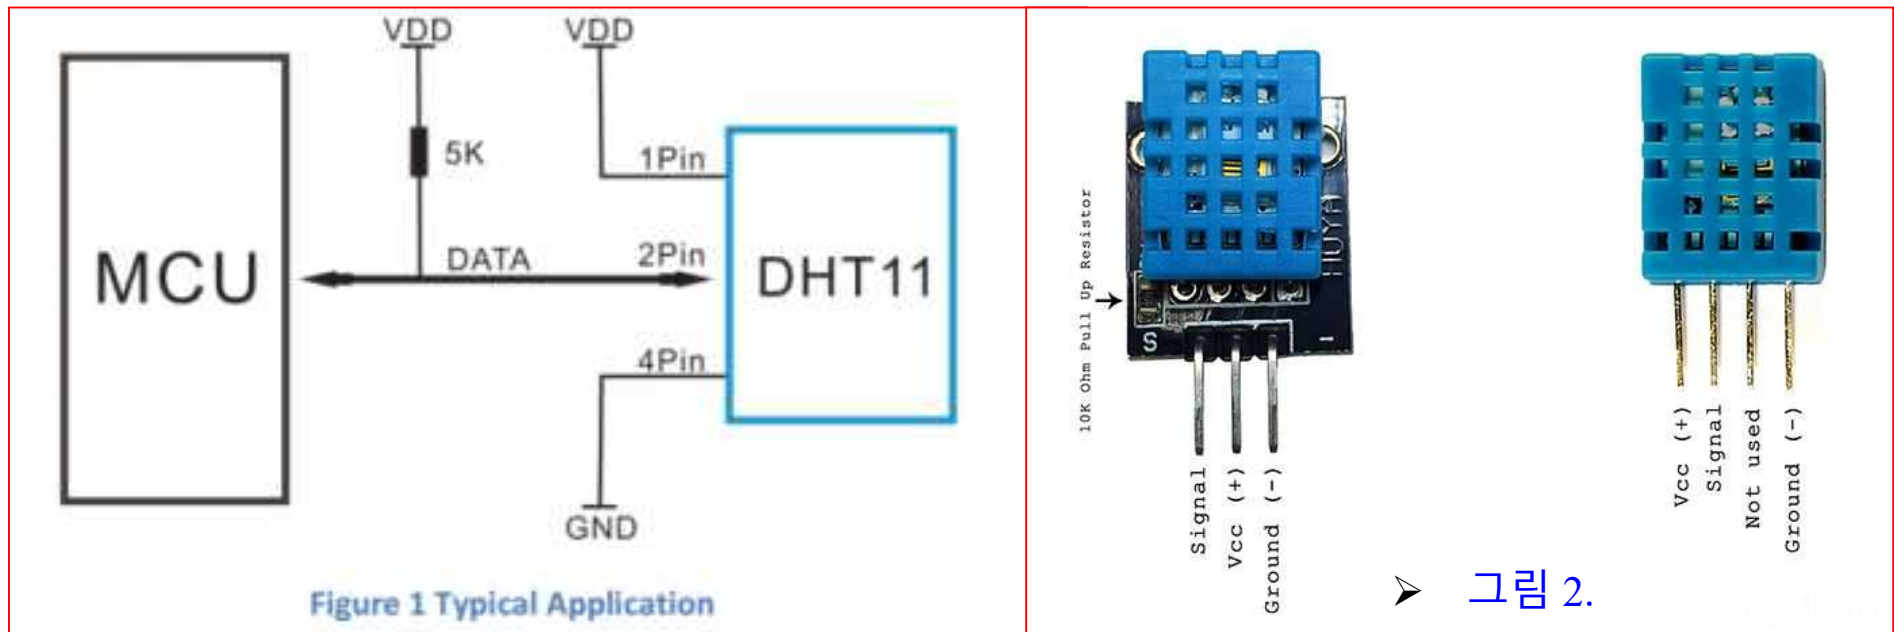 VDD
VDD
5K
1Pin
MCU
DATA
2Pin
DHT11
4Pin
GND
Figure 1 Typical Application
10K Ohm Pull Up Resistor
S
-
Signal
Vcc (+)
Ground (-)
Vcc (+)
Signal
Not used
Ground (-)
➢ 그림 2.